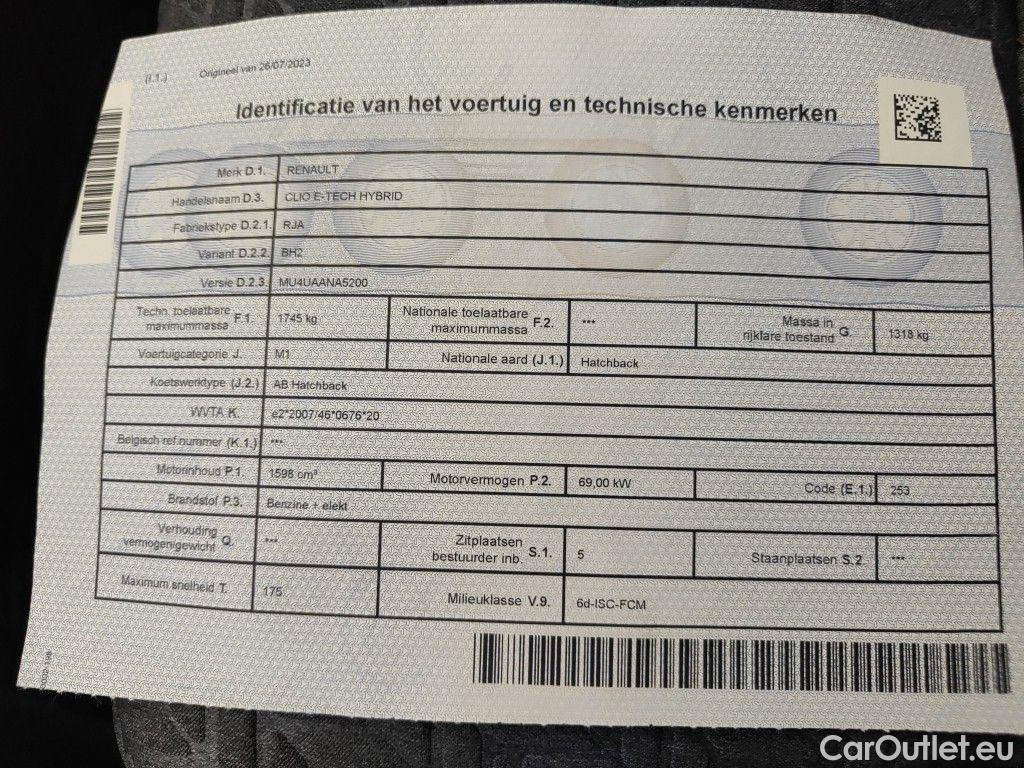 (I.1.) Origineel van 26/07/2023
Identificatie van het voertuig en technische kenmerken
Merk D.1. RENAULT
Handelsnaam D.3. CLIO E-TECH HYBRID
Fabriekstype D.2.1. RJA
Variant D.2.2. BH2
Versie D.2.3. MU4UAANA5200
Techn. toelaatbare
maximummassa F.1. 1745 kg
Nationale toelaatbare
maximummassa F.2. ***
Massa in
rijklare toestand G. 1318 kg
Voertuigcategorie J. M1 Nationale aard (J.1.) Hatchback
Koetswerktype (J.2.) AB Hatchback
WVTA K. e2*2007/46*0676*20
Belgisch ref.nummer (K.1.) ***
Motorinhoud P.1. 1598 cm³ Motorvermogen P.2. 69,00 kW Code (E.1.) 253
Brandstof P.3. Benzine + elekt
Verhouding
vermogen/gewicht Q. ***
Zitplaatsen
bestuurder inb. S.1. 5
Staanplaatsen S.2. ***
Maximum snelheid T. 175 Milieuklasse V.9. 6d-ISC-FCM
CarOutlet.eu